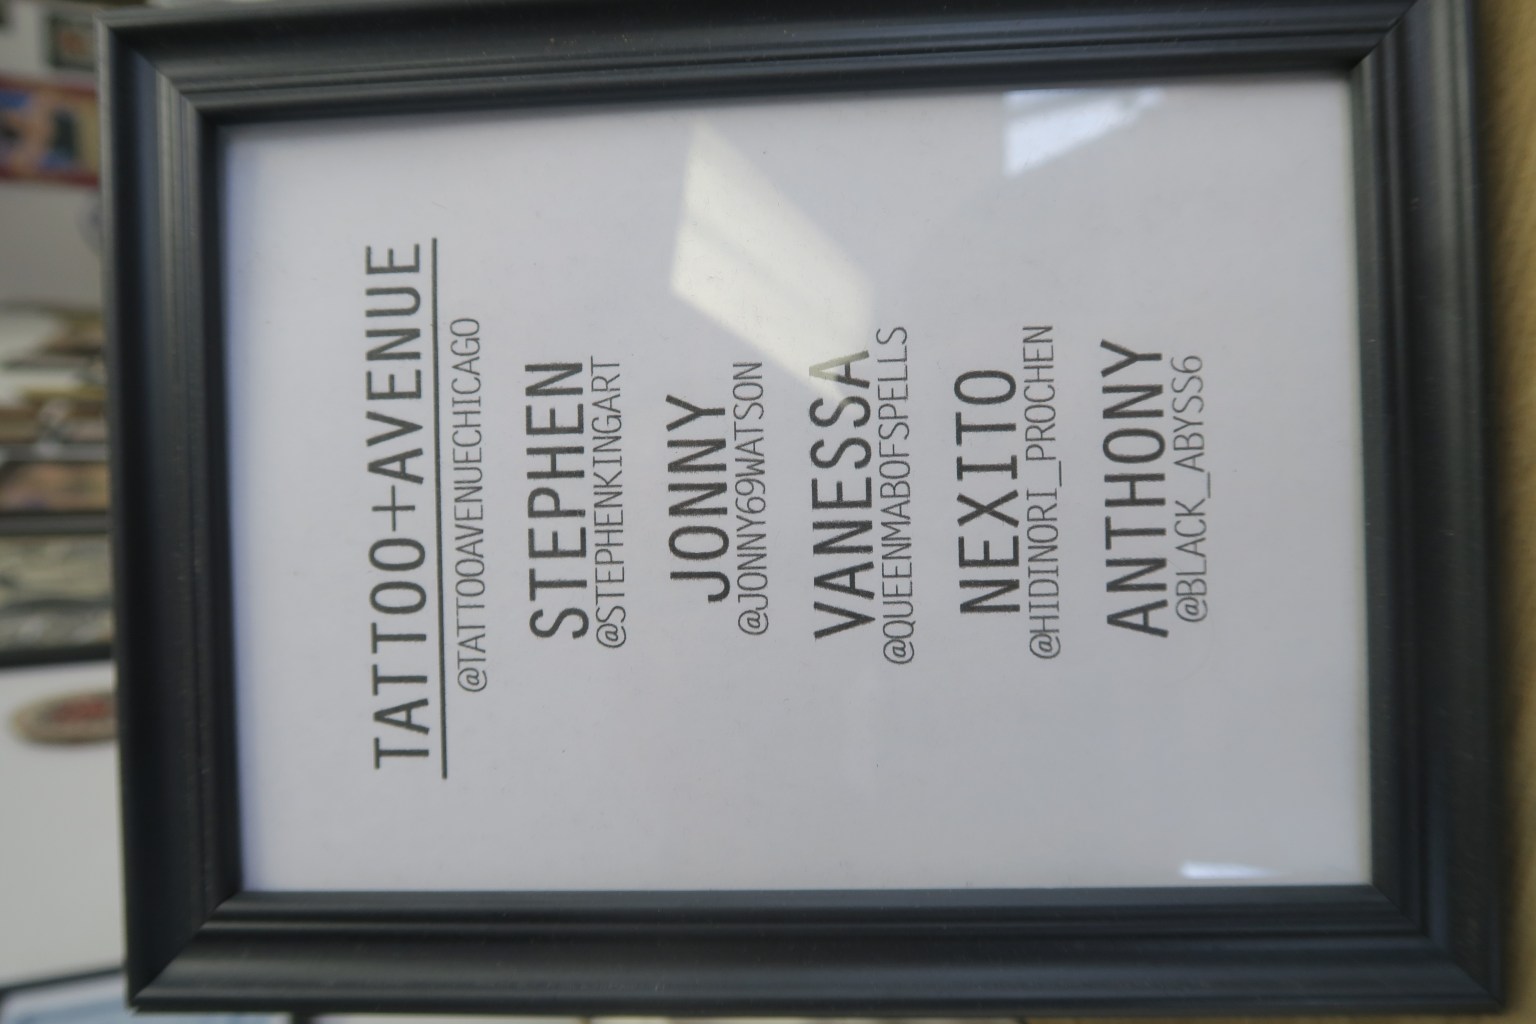 TATTOO+AVENUE
@TATTOOAVENUECHICAGO
STEPHEN
@STEPHENKINGART
JONNY
@JONNY69WATSON
VANESSA
@QUEENMABOFSPELLS
NEXITO
@HIDINORI_PROCHEN
ANTHONY
@BLACK_ABYSS6